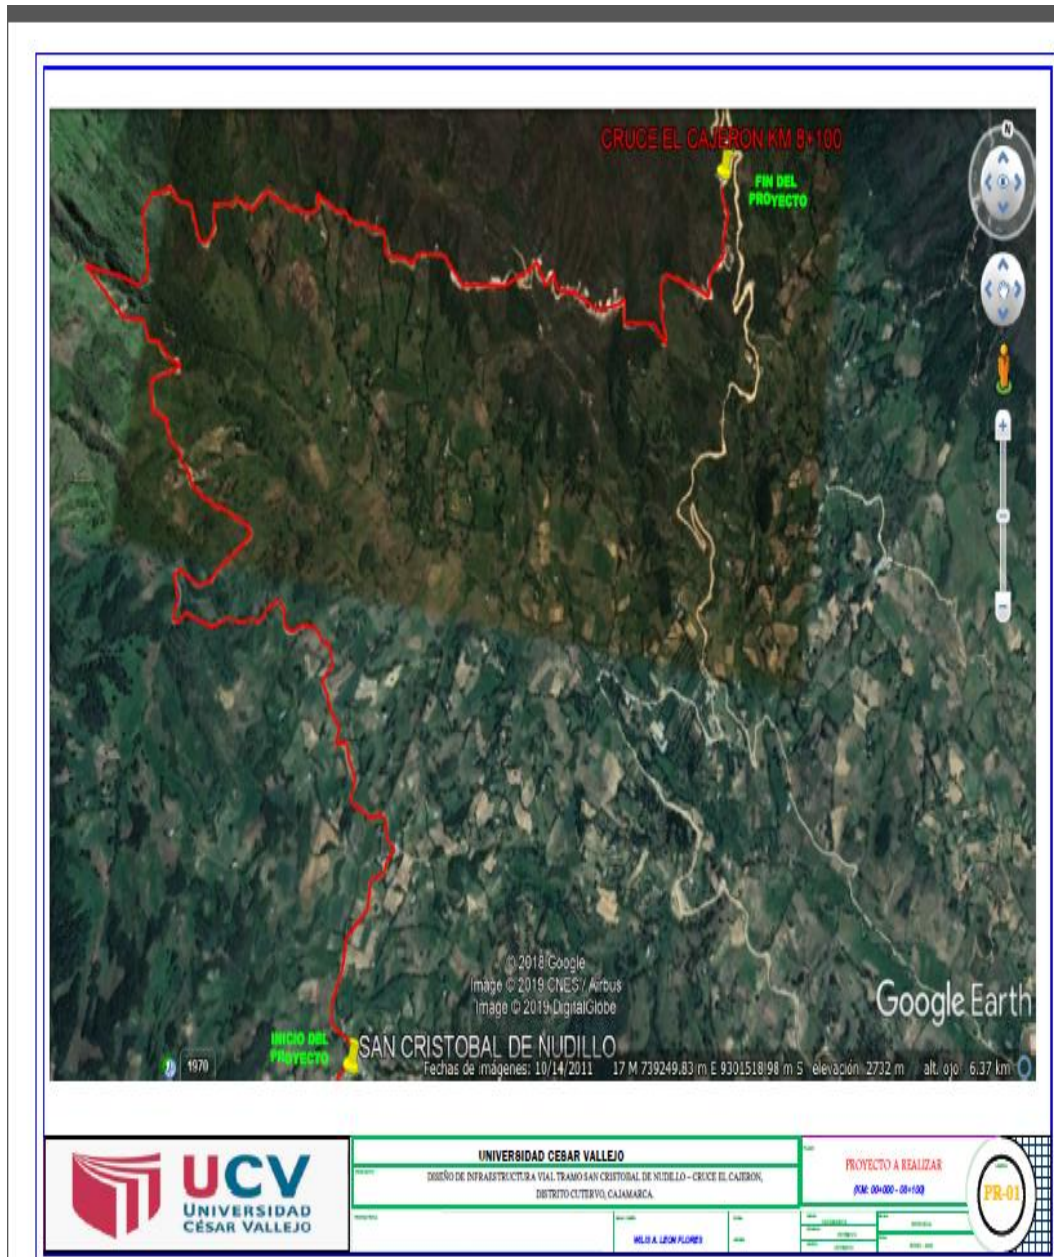 CRUCE EL CAJERON KM 8+100
N
FIN DEL
PROYECTO
© 2018 Google
Image © 2019 CNES / Airbus
Image © 2019 DigitalGlobe
Google Earth
INICIO DEL
PROYECTO
SAN CRISTOBAL DE NUDILLO
1970
Fechas de imágenes: 10/14/2011 17 M 739249.83 m E 9301518.98 m S elevación 2732 m alt. ojo 6.37 km
UCV
UNIVERSIDAD
CÉSAR VALLEJO
UNIVERSIDAD CESAR VALLEJO
DISEÑO DE INFRAESTRUCTURA VIAL TRAMO SAN CRISTOBAL DE NUDILLO – CRUCE EL CAJERON,
DISTRITO CUTERVO, CAJAMARCA.
WILIS A. LEON FLORES
PROYECTO A REALIZAR
(KM: 00+000 - 08+100)
PR-01